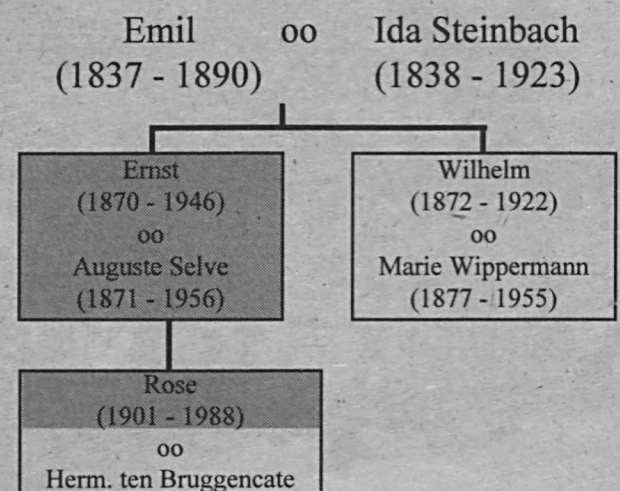 Emil oo Ida Steinbach
(1837 - 1890) (1838 - 1923)
Ernst
(1870 - 1946)
oo
Auguste Selve
(1871 - 1956)
Wilhelm
(1872 - 1922)
oo
Marie Wippermann
(1877 - 1955)
Rose
(1901 - 1988)
oo
Herm. ten Bruggencate